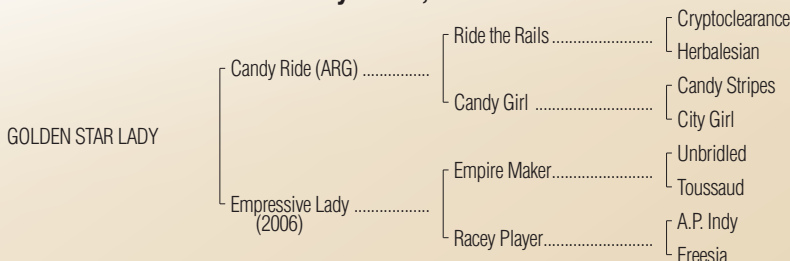 Cryptoclearance
Ride the Rails
Herbalesian
Candy Ride (ARG)
Candy Stripes
Candy Girl
City Girl
GOLDEN STAR LADY
Unbridled
Empire Maker
Toussaud
Empressive Lady
(2006)
A.P. Indy
Racey Player
Freesia